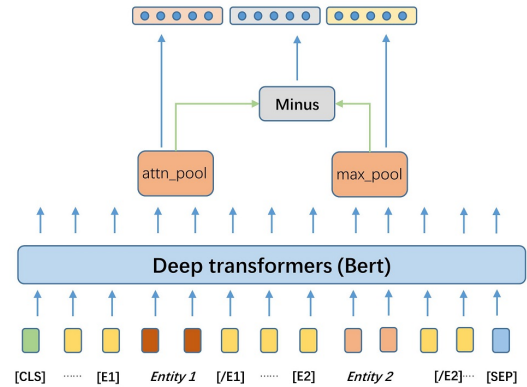 Minus
attn_pool max_pool
Deep transformers (Bert)
[CLS] ...... [E1] Entity 1 [/E1] ...... [E2] Entity 2 [/E2]···· [SEP]